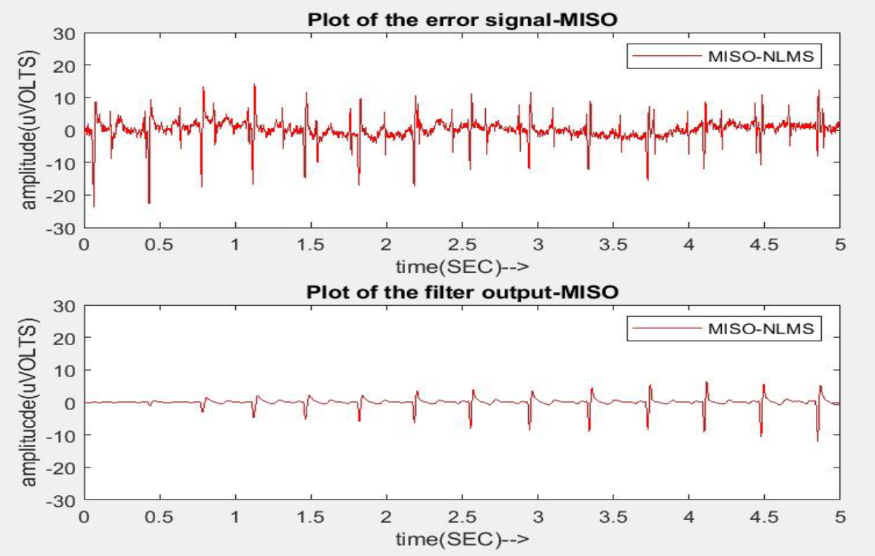 Plot of the error signal-MISO
MISO-NLMS
30
20
10
0
-10
-20
-30
amplitude(uVOLTS)
0 0.5 1 1.5 2 2.5 3 3.5 4 4.5 5
time(SEC)-->
Plot of the filter output-MISO
MISO-NLMS
30
20
10
0
-10
-20
-30
amplitucde(uVOLTS)
0 0.5 1 1.5 2 2.5 3 3.5 4 4.5 5
time(SEC)-->